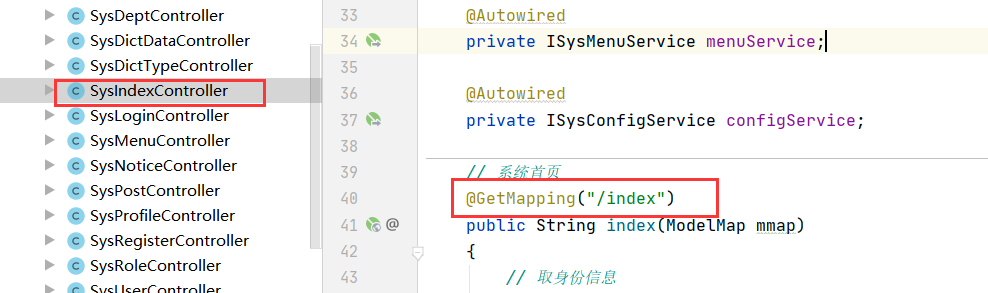 SysDeptController
SysDictDataController
SysDictTypeController
SysIndexController
SysLoginController
SysMenuController
SysNoticeController
SysPostController
SysProfileController
SysRegisterController
SysRoleController
SysUserController
33 @Autowired
34 private ISysMenuService menuService;
35
36 @Autowired
37 private ISysConfigService configService;
38
39 // 系统首页
40 @GetMapping("/index")
41 @ public String index(ModelMap mmap)
42 {
43 // 取身份信息